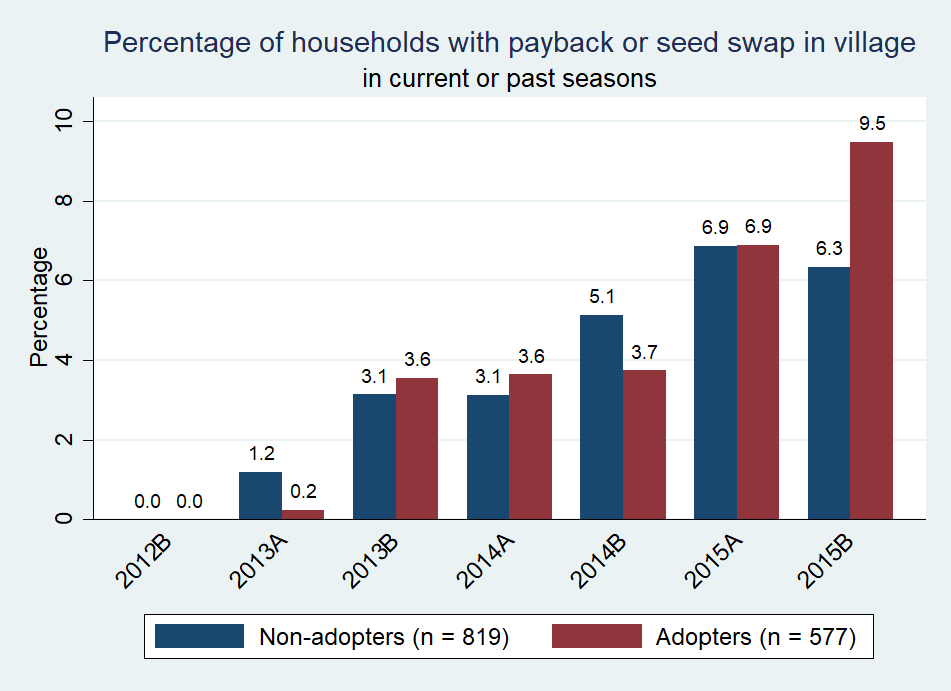 Percentage of households with payback or seed swap in village
in current or past seasons
Percentage
10
8
6
4
2
0
0.0 0.0
1.2 0.2
3.1 3.6
3.1 3.6
5.1 3.7
6.9 6.9
6.3 9.5
2012B 2013A 2013B 2014A 2014B 2015A 2015B
Non-adopters (n = 819) Adopters (n = 577)